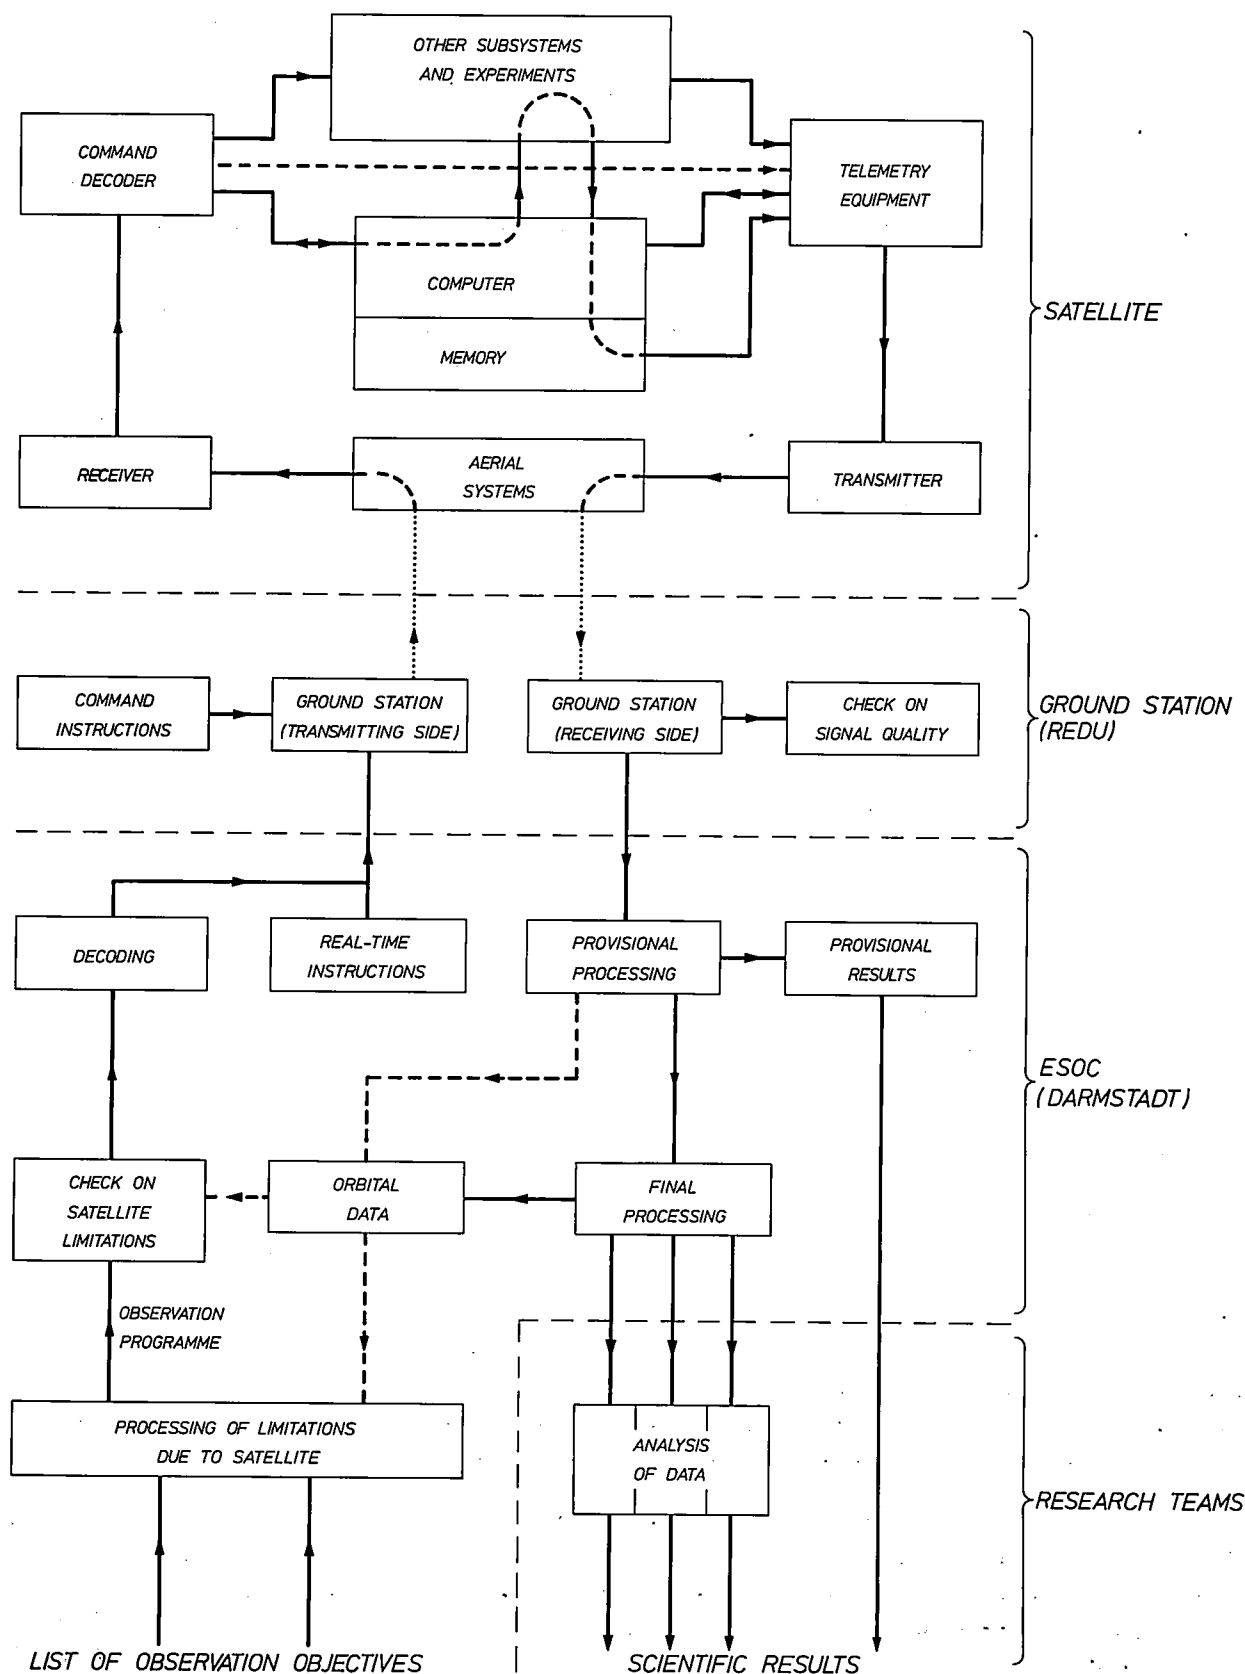 OTHER SUBSYSTEMS
AND EXPERIMENTS
COMMAND
DECODER
TELEMETRY
EQUIPMENT
COMPUTER
MEMORY
SATELLITE
RECEIVER
AERIAL
SYSTEMS
TRANSMITTER
COMMAND
INSTRUCTIONS
GROUND STATION
(TRANSMITTING SIDE)
GROUND STATION
(RECEIVING SIDE)
CHECK ON
SIGNAL QUALITY
GROUND STATION
(REDU)
DECODING
REAL-TIME
INSTRUCTIONS
PROVISIONAL
PROCESSING
PROVISIONAL
RESULTS
ESOC
(DARMSTADT)
CHECK ON
SATELLITE
LIMITATIONS
ORBITAL
DATA
FINAL
PROCESSING
OBSERVATION
PROGRAMME
PROCESSING OF LIMITATIONS
DUE TO SATELLITE
ANALYSIS
OF DATA
RESEARCH TEAMS
LIST OF OBSERVATION OBJECTIVES
SCIENTIFIC RESULTS